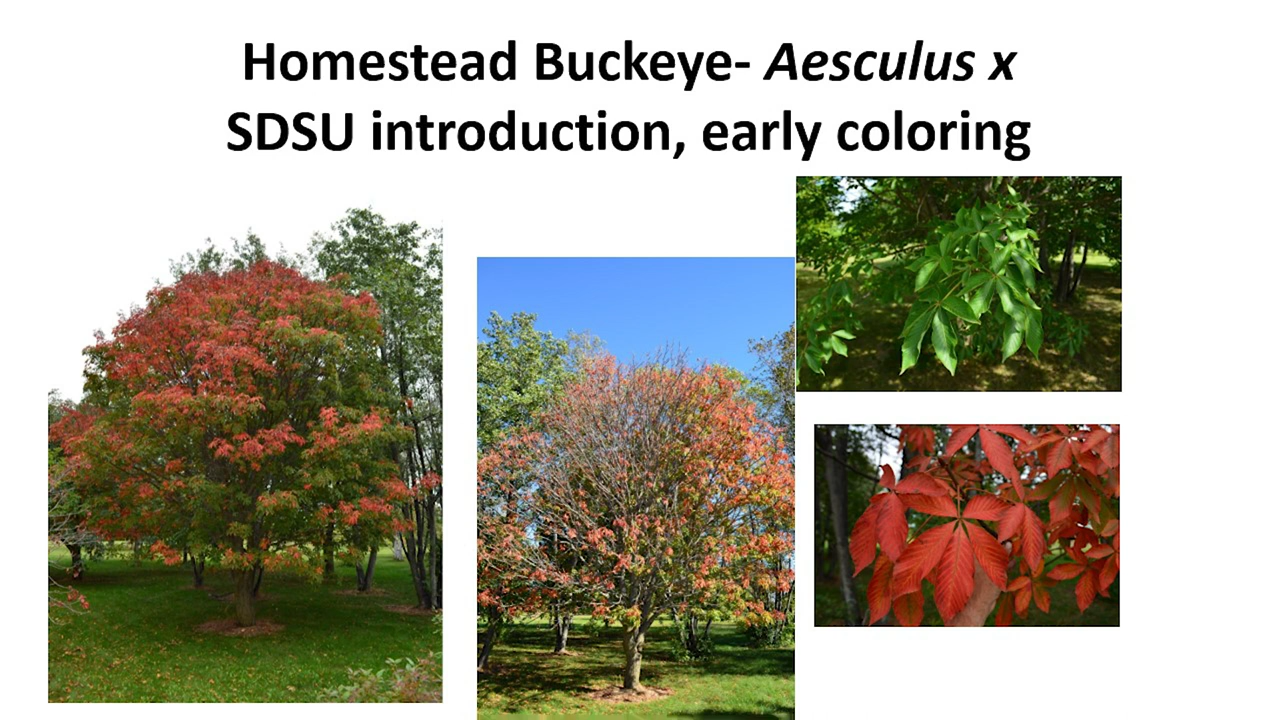 Homestead Buckeye- Aesculus x
SDSU introduction, early coloring